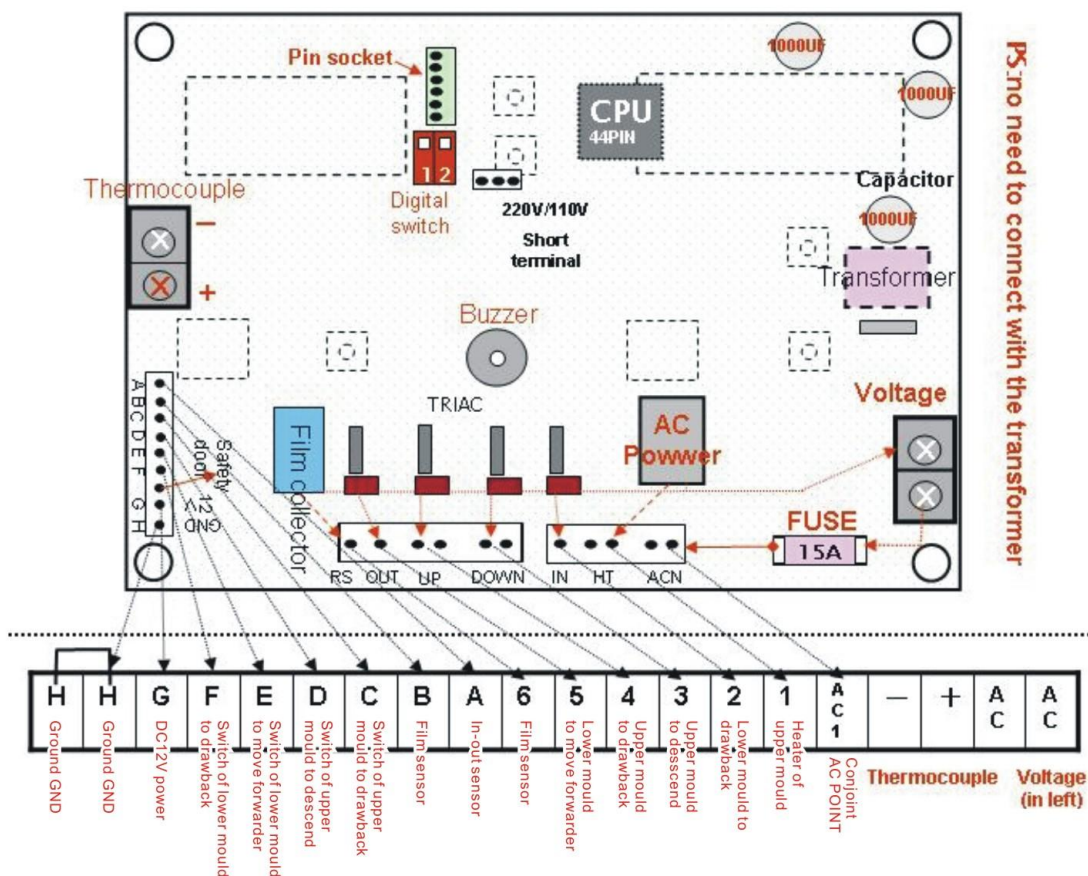 1000UF
Pin socket
CPU
44PIN
1000UF
Thermocouple
1 2
Digital
switch
220V/110V
Short
terminal
Capacitor
1000UF
Transformer
−
+
PS:no need to connect with the transformer
Buzzer
TRIAC
Film collector
AC
Powwer
Voltage
A
B
C
D
E
F
G
H
Safety
door
12V
GND
FUSE
15A
RS OUT UP DOWN IN HT ACN
H H G F E D C B A 6 5 4 3 2 1 AC1 — + AC AC
Ground GND
Ground GND
DC12V power
Switch of lower mould
to drawback
Switch of lower mould
to move forwarder
Switch of upper
mould to descend
Switch of upper
mould to drawback
Film sensor
In-out sensor
Film sensor
Lower mould
to move forwarder
Upper mould
to drawback
Upper mould
to desscend
Lower mould to
drawback
Heater of
upper mould
Conjoint
AC POINT
Thermocouple
Voltage
(in left)